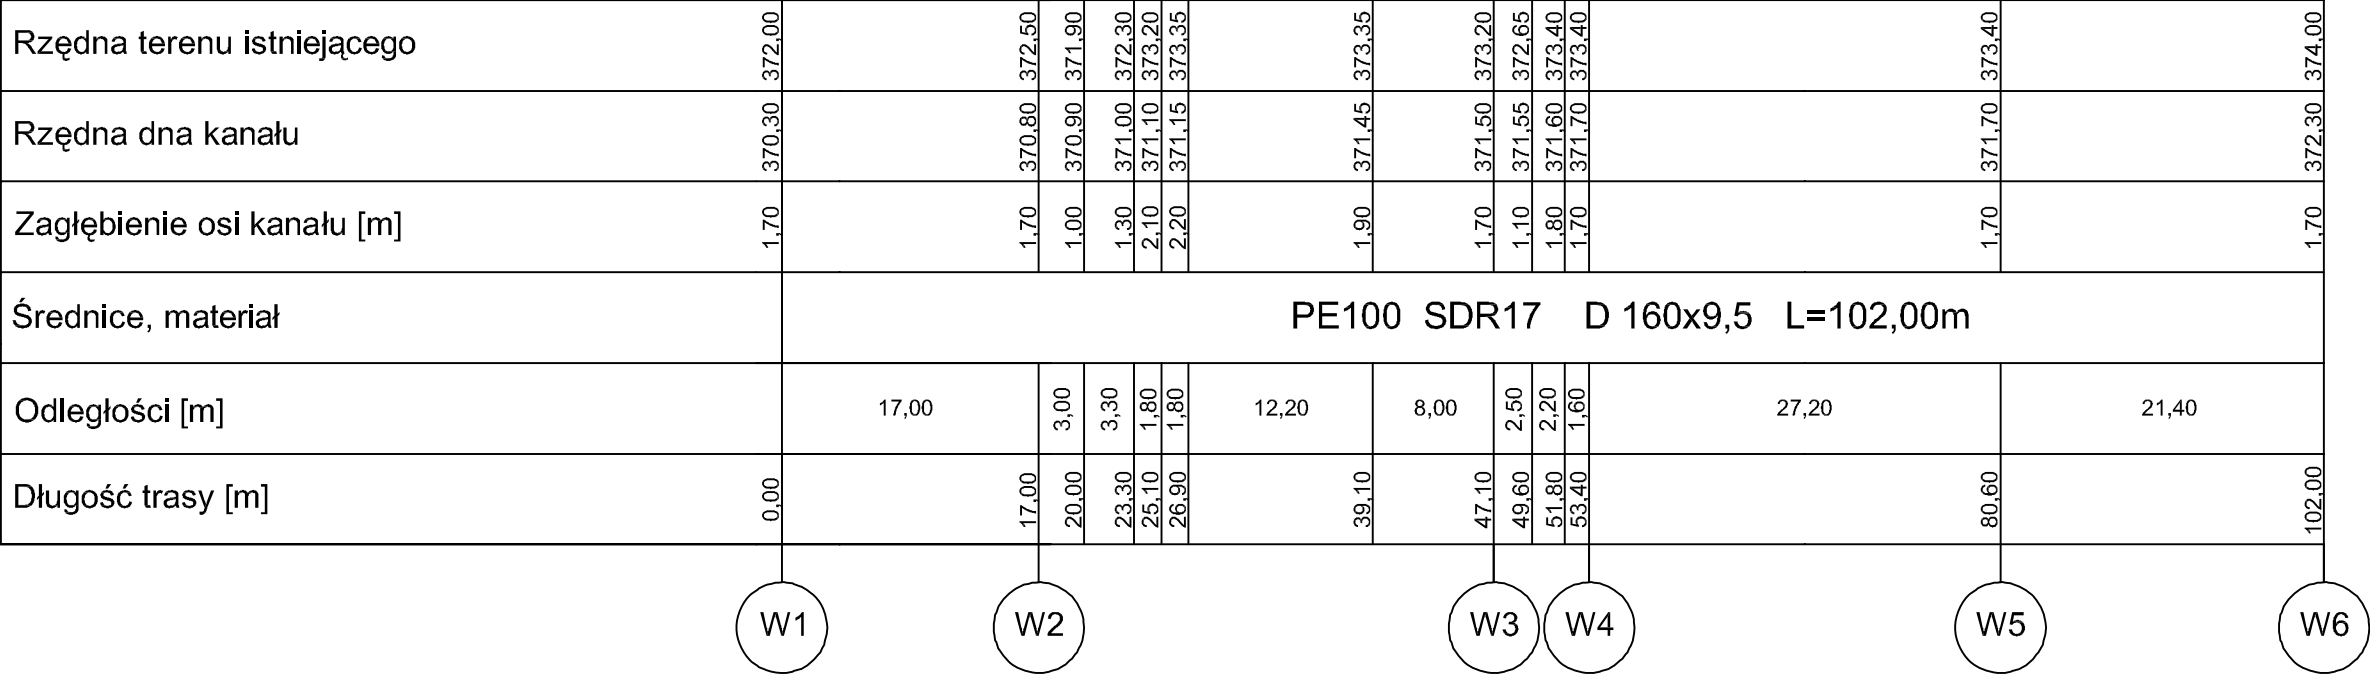 Rzędna terenu istniejącego 372,00 372,50 371,90 372,30 373,20 373,35 373,35 373,20 372,65 373,40 373,40 373,40 374,00
Rzędna dna kanału 370,30 370,80 370,90 371,00 371,10 371,15 371,45 371,50 371,55 371,60 371,70 371,70 372,30
Zagłębienie osi kanału [m] 1,70 1,70 1,00 1,30 2,10 2,20 1,90 1,70 1,10 1,80 1,70 1,70 1,70
Średnice, materiał PE100 SDR17 D 160x9,5 L=102,00m
Odległości [m] 17,00 3,00 3,30 1,80 1,80 12,20 8,00 2,50 2,20 1,60 27,20 21,40
Długość trasy [m] 0,00 17,00 20,00 23,30 25,10 26,90 39,10 47,10 49,60 51,80 53,40 80,60 102,00
W1 W2 W3 W4 W5 W6